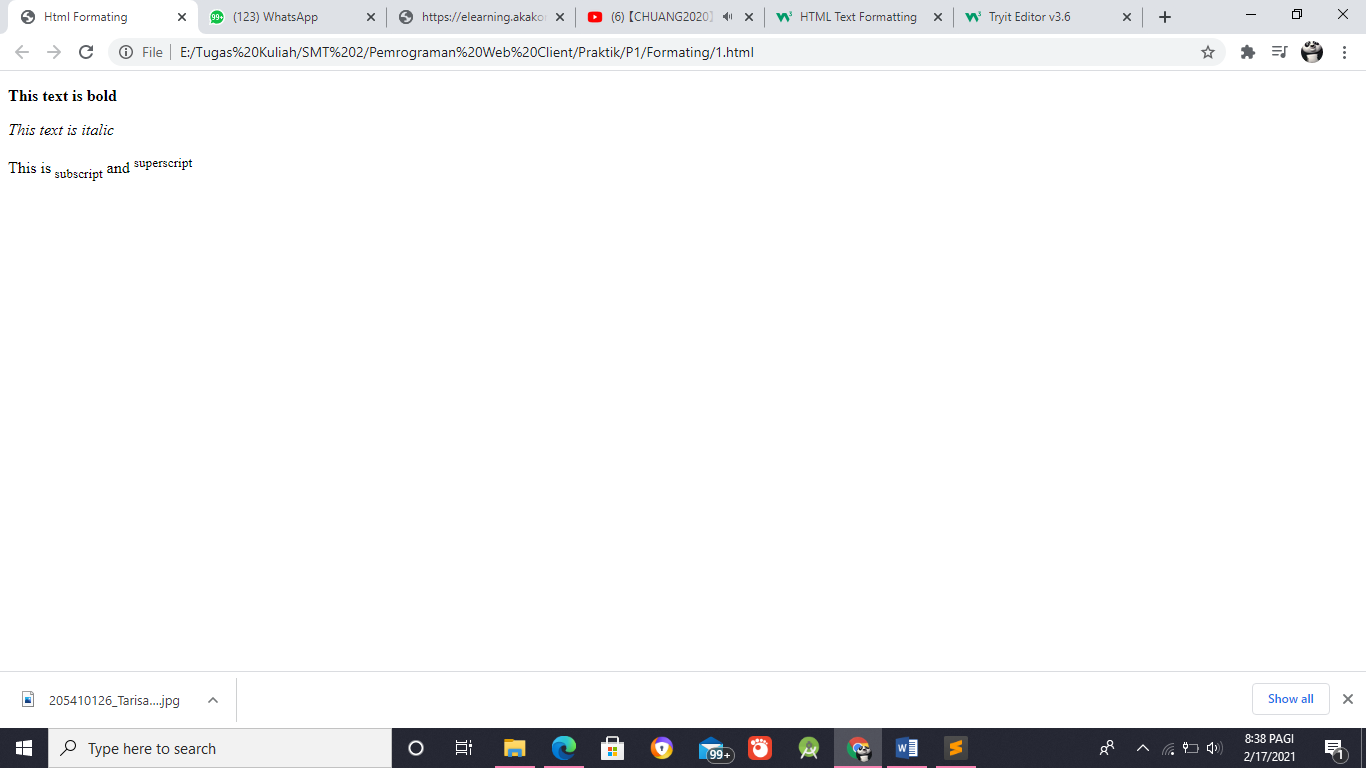 Html Formating
(123) WhatsApp
https://elearning.akako
(6)【CHUANG2020】
HTML Text Formatting
Tryit Editor v3.6
File | E:/Tugas%20Kuliah/SMT%202/Pemrograman%20Web%20Client/Praktik/P1/Formating/1.html
This text is bold
This text is italic
This is subscript and superscript
205410126_Tarisa....jpg
Show all
Type here to search
99+
8:38 PAGI
2/17/2021
1